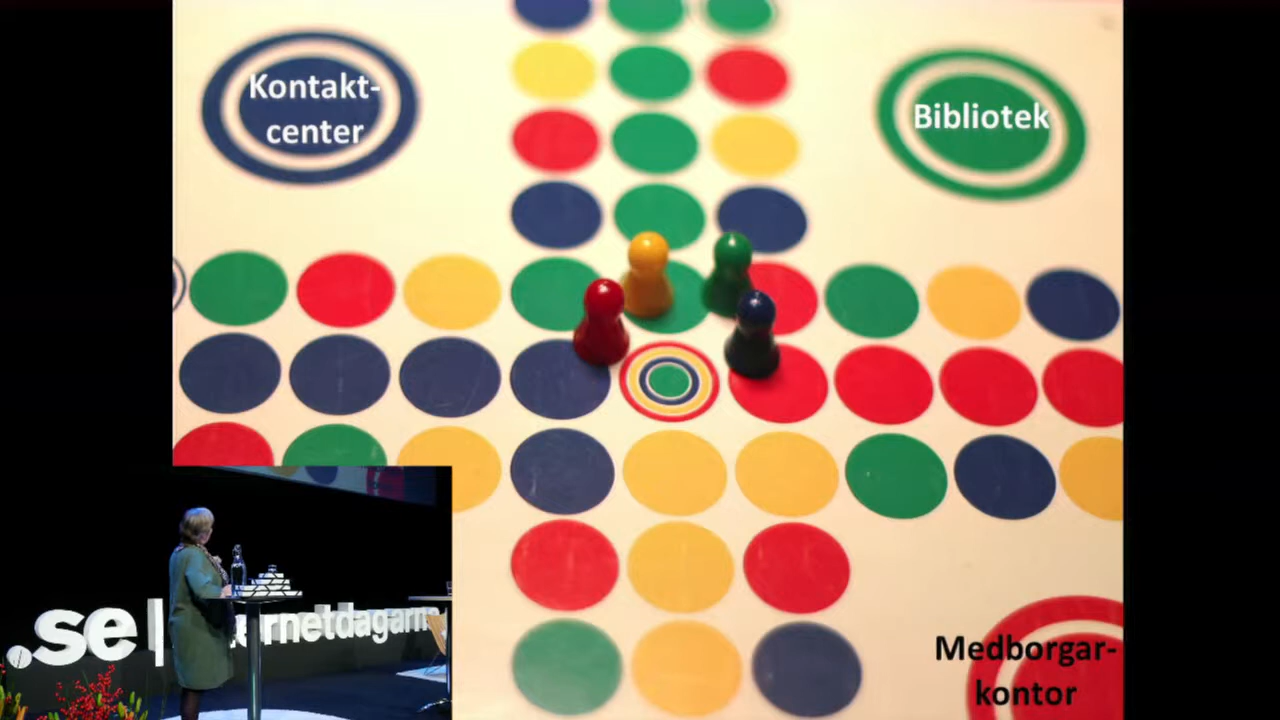 Kontakt-
center
Bibliotek
Medborgar-
kontor
.se